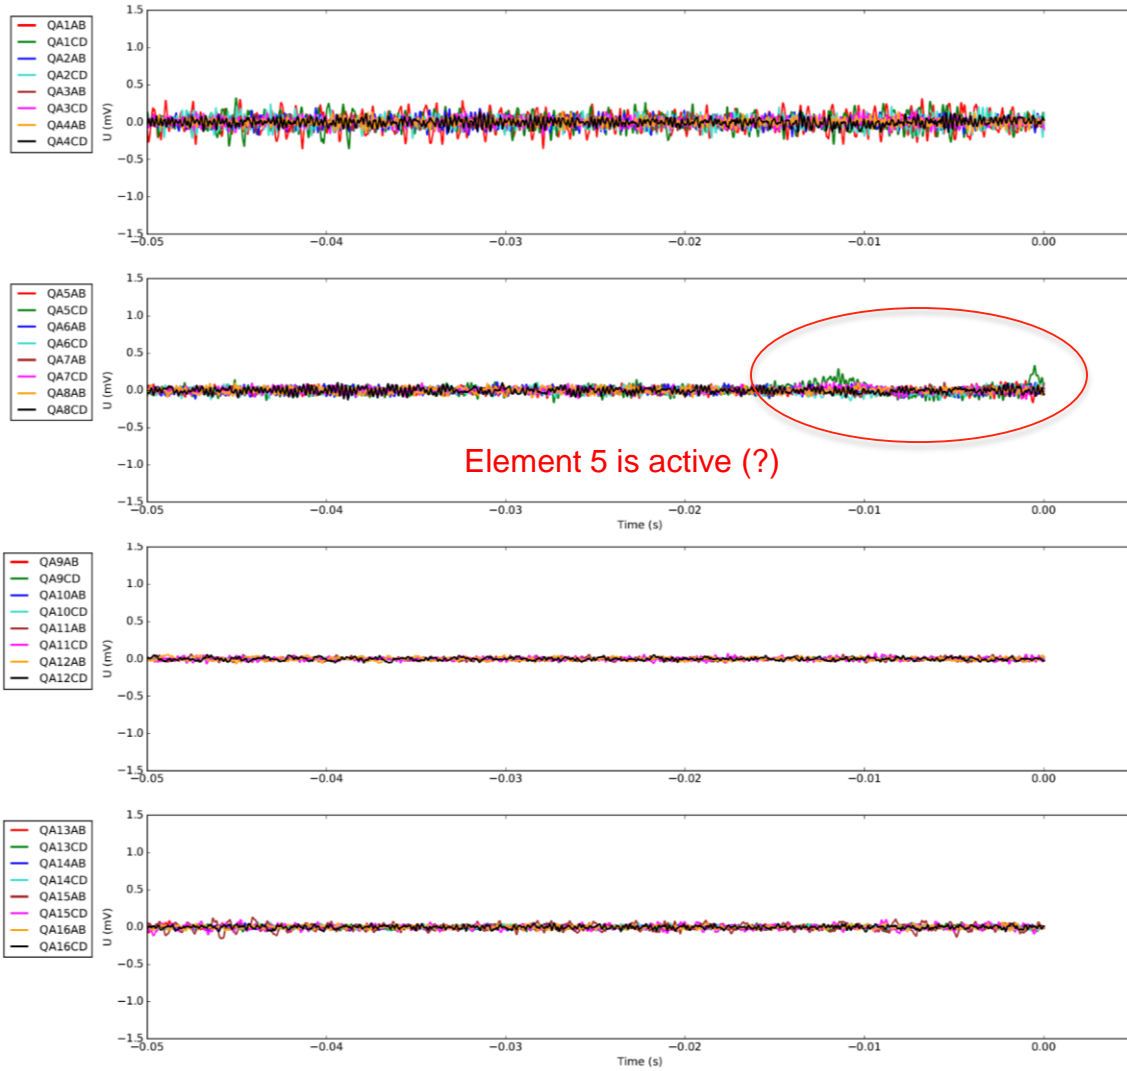 QA1AB
QA1CD
QA2AB
QA2CD
QA3AB
QA3CD
QA4AB
QA4CD
U (mV)
1.5
1.0
0.5
0.0
−0.5
−1.0
−1.5
−0.05 −0.04 −0.03 −0.02 −0.01 0.00
QA5AB
QA5CD
QA6AB
QA6CD
QA7AB
QA7CD
QA8AB
QA8CD
U (mV)
1.5
1.0
0.5
0.0
−0.5
−1.0
−1.5
Element 5 is active (?)
−0.05 −0.04 −0.03 −0.02 −0.01 0.00
Time (s)
QA9AB
QA9CD
QA10AB
QA10CD
QA11AB
QA11CD
QA12AB
QA12CD
U (mV)
1.5
1.0
0.5
0.0
−0.5
−1.0
−1.5
−0.05 −0.04 −0.03 −0.02 −0.01 0.00
QA13AB
QA13CD
QA14AB
QA14CD
QA15AB
QA15CD
QA16AB
QA16CD
U (mV)
1.5
1.0
0.5
0.0
−0.5
−1.0
−1.5
−0.05 −0.04 −0.03 −0.02 −0.01 0.00
Time (s)